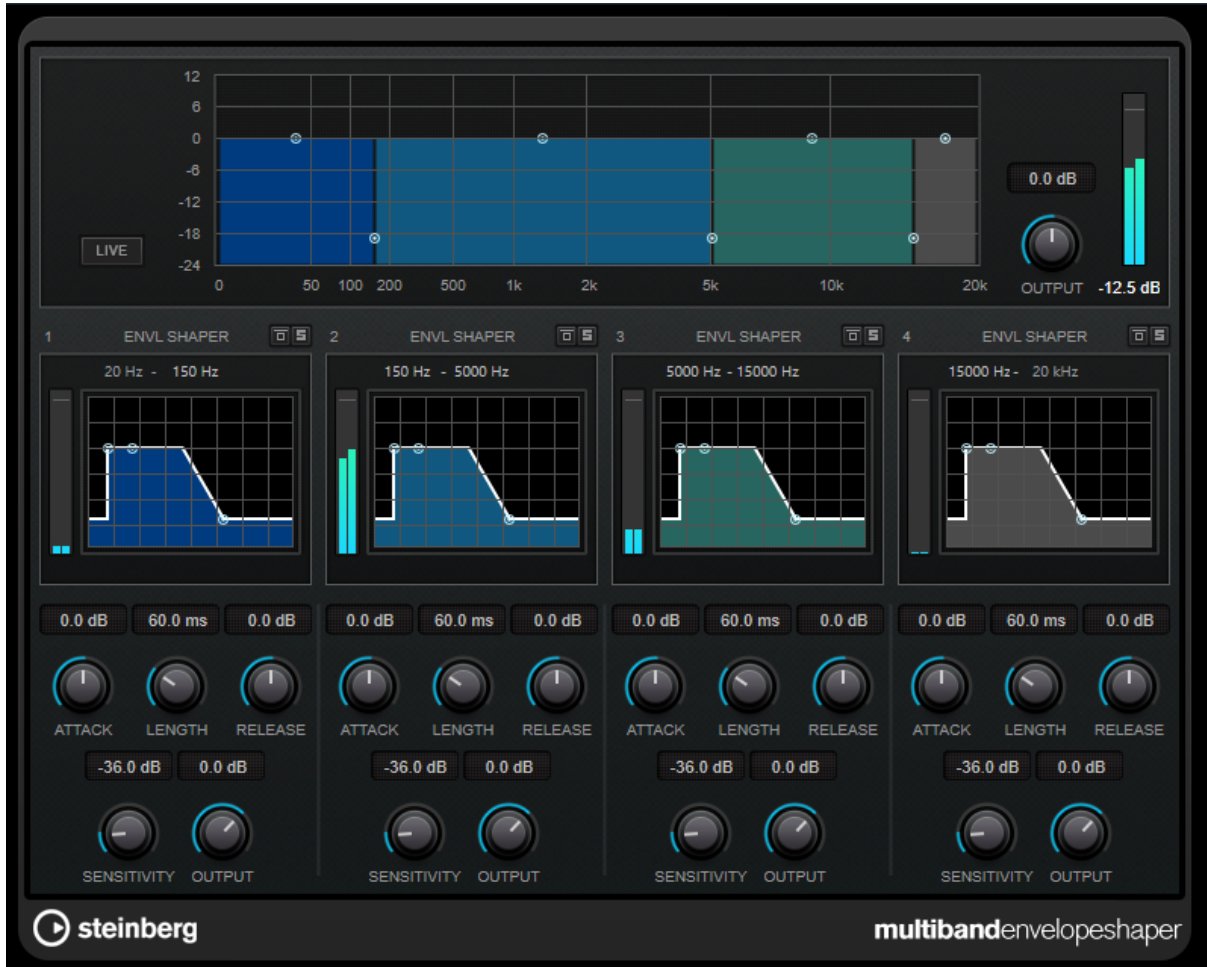 12
6
0
-6
-12
-18
-24
LIVE
0 50 100 200 500 1k 2k 5k 10k 20k
0.0 dB
OUTPUT -12.5 dB
1 ENVL SHAPER S 2 ENVL SHAPER S 3 ENVL SHAPER S 4 ENVL SHAPER S
20 Hz - 150 Hz 150 Hz - 5000 Hz 5000 Hz - 15000 Hz 15000 Hz - 20 kHz
0.0 dB 60.0 ms 0.0 dB 0.0 dB 60.0 ms 0.0 dB 0.0 dB 60.0 ms 0.0 dB 0.0 dB 60.0 ms 0.0 dB
ATTACK LENGTH RELEASE ATTACK LENGTH RELEASE ATTACK LENGTH RELEASE ATTACK LENGTH RELEASE
-36.0 dB 0.0 dB -36.0 dB 0.0 dB -36.0 dB 0.0 dB -36.0 dB 0.0 dB
SENSITIVITY OUTPUT SENSITIVITY OUTPUT SENSITIVITY OUTPUT SENSITIVITY OUTPUT
steinberg multibandenvelopeshaper